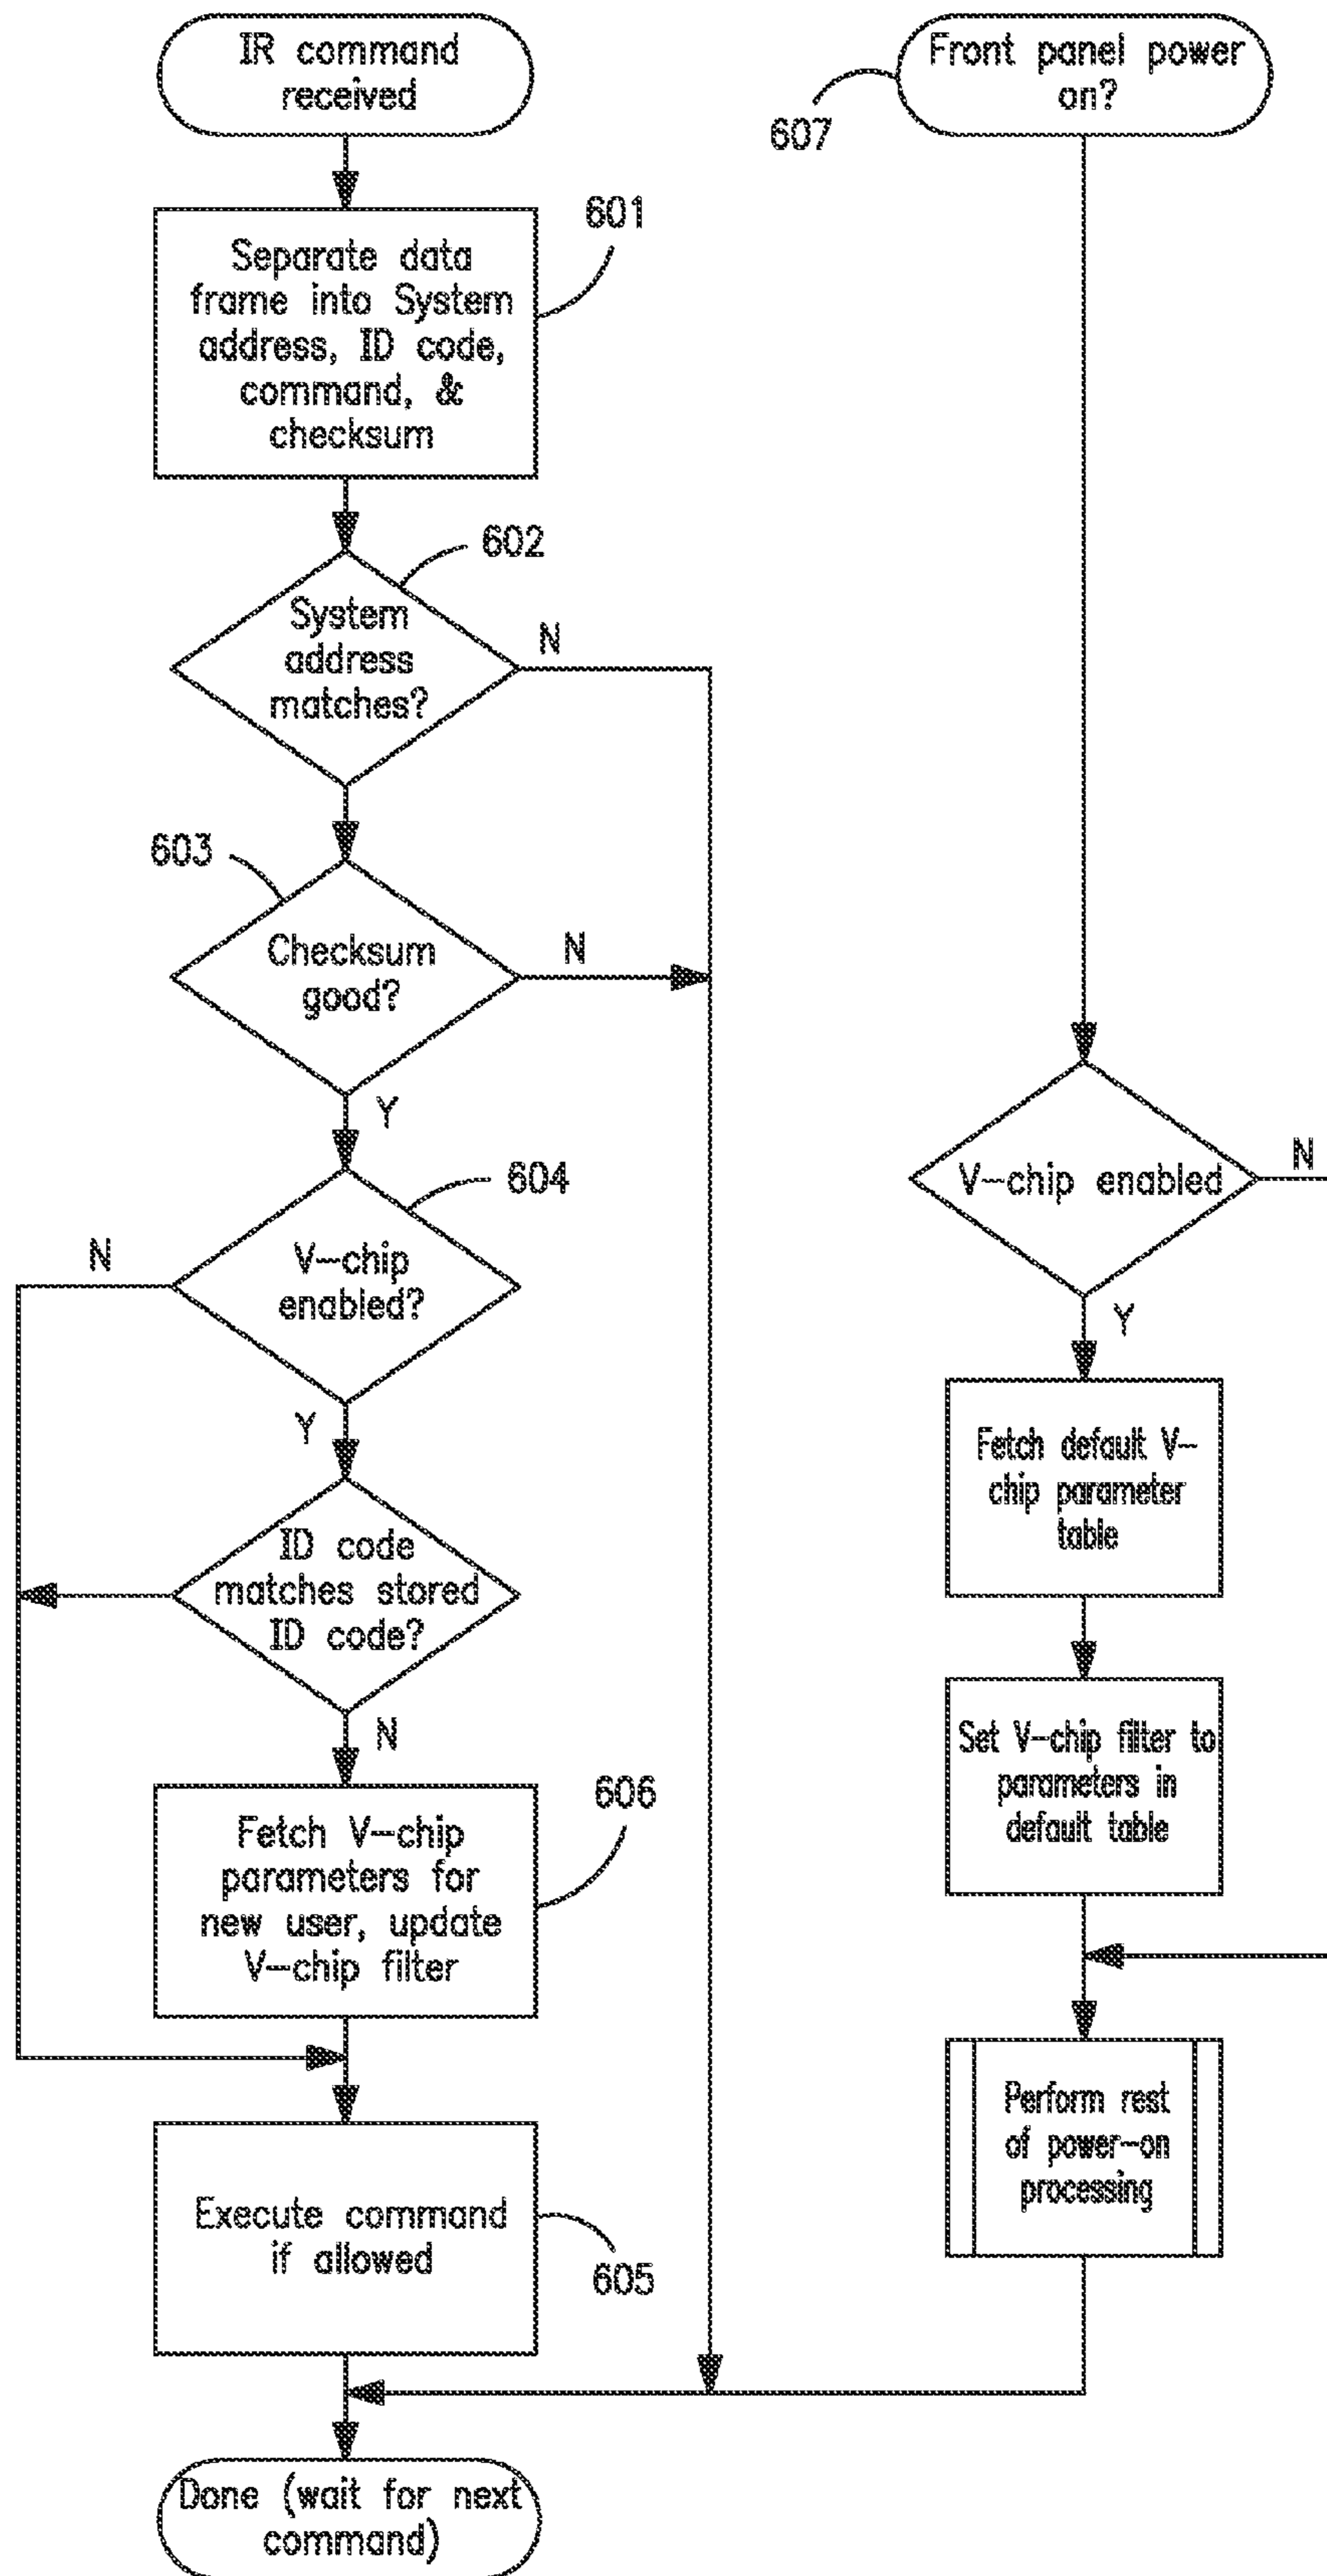 IR command
received
601
Separate data
frame into System
address, ID code,
command, &
checksum
602
System
address
matches?
N
603
Checksum
good?
N
Y
604
V-chip
enabled?
N
Y
ID code
matches stored
ID code?
N
606
Fetch V-chip
parameters for
new user, update
V-chip filter
Execute command
if allowed
605
Done (wait for next
command)
Front panel power
on?
607
V-chip enabled
N
Y
Fetch default V-
chip parameter
table
Set V-chip filter to
parameters in
default table
Perform rest
of power-on
processing